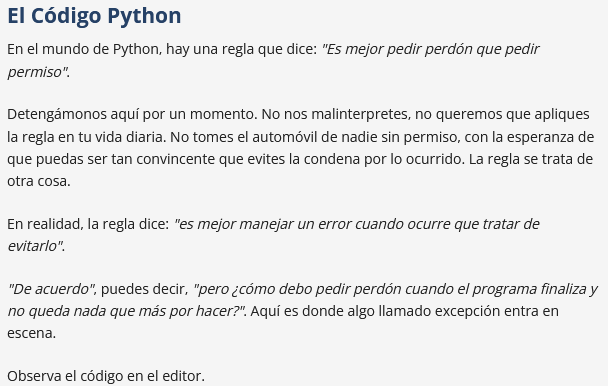 El Código Python
En el mundo de Python, hay una regla que dice: "Es mejor pedir perdón que pedir
permiso".
Detengámonos aquí por un momento. No nos malinterpretes, no queremos que apliques
la regla en tu vida diaria. No tomes el automóvil de nadie sin permiso, con la esperanza de
que puedas ser tan convincente que evites la condena por lo ocurrido. La regla se trata de
otra cosa.
En realidad, la regla dice: "es mejor manejar un error cuando ocurre que tratar de
evitarlo".
"De acuerdo", puedes decir, "pero ¿cómo debo pedir perdón cuando el programa finaliza y
no queda nada que más por hacer?". Aquí es donde algo llamado excepción entra en
escena.
Observa el código en el editor.